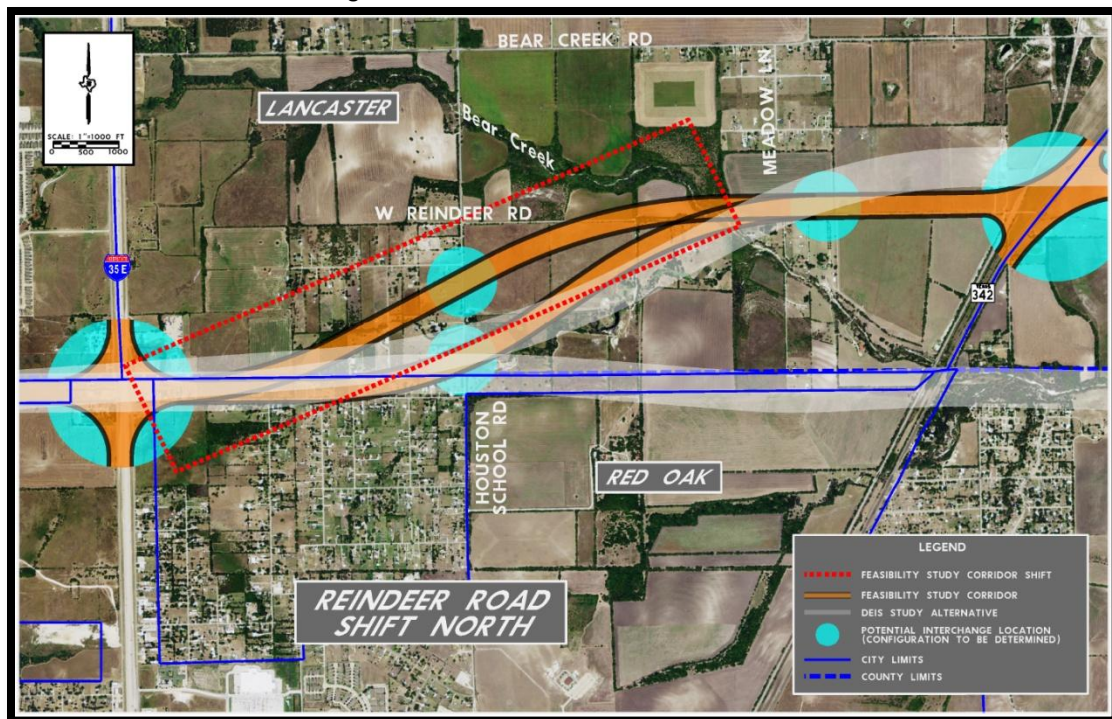 BEAR CREEK RD
LANCASTER
MEADOW LN
SCALE: 1"=1000 FT
0 500 1000
Bear Creek
W REINDEER RD
35 E
342
HOUSTON
SCHOOL RD
RED OAK
REINDEER ROAD
SHIFT NORTH
LEGEND
FEASIBILITY STUDY CORRIDOR SHIFT
FEASIBILITY STUDY CORRIDOR
DEIS STUDY ALTERNATIVE
POTENTIAL INTERCHANGE LOCATION
(CONFIGURATION TO BE DETERMINED)
CITY LIMITS
COUNTY LIMITS